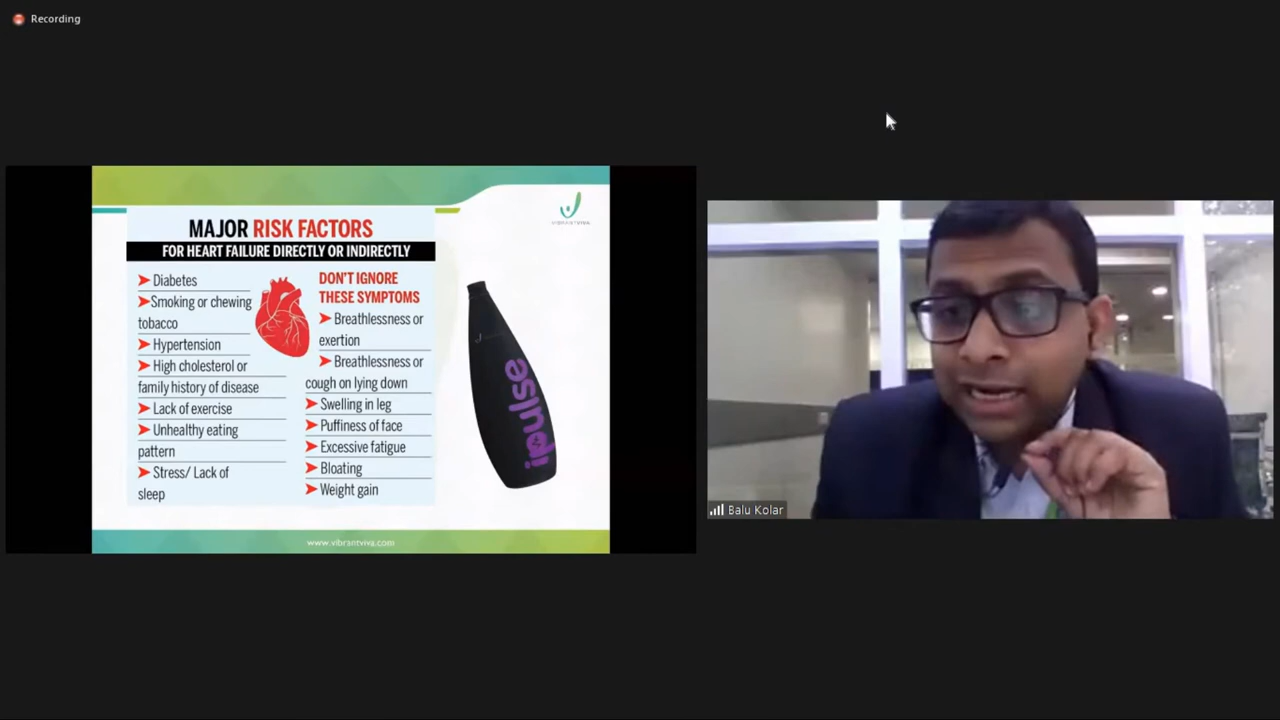 Recording
VIBRANTVIVA
MAJOR RISK FACTORS
FOR HEART FAILURE DIRECTLY OR INDIRECTLY
➤ Diabetes
➤Smoking or chewing
tobacco
➤ Hypertension
➤ High cholesterol or
family history of disease
➤ Lack of exercise
➤ Unhealthy eating
pattern
➤ Stress/ Lack of
sleep
DON'T IGNORE
THESE SYMPTOMS
➤ Breathlessness or
exertion
➤ Breathlessness or
cough on lying down
➤ Swelling in leg
➤ Puffiness of face
➤ Excessive fatigue
➤ Bloating
➤ Weight gain
ipulse
www.vibrantviva.com
Balu Kolar